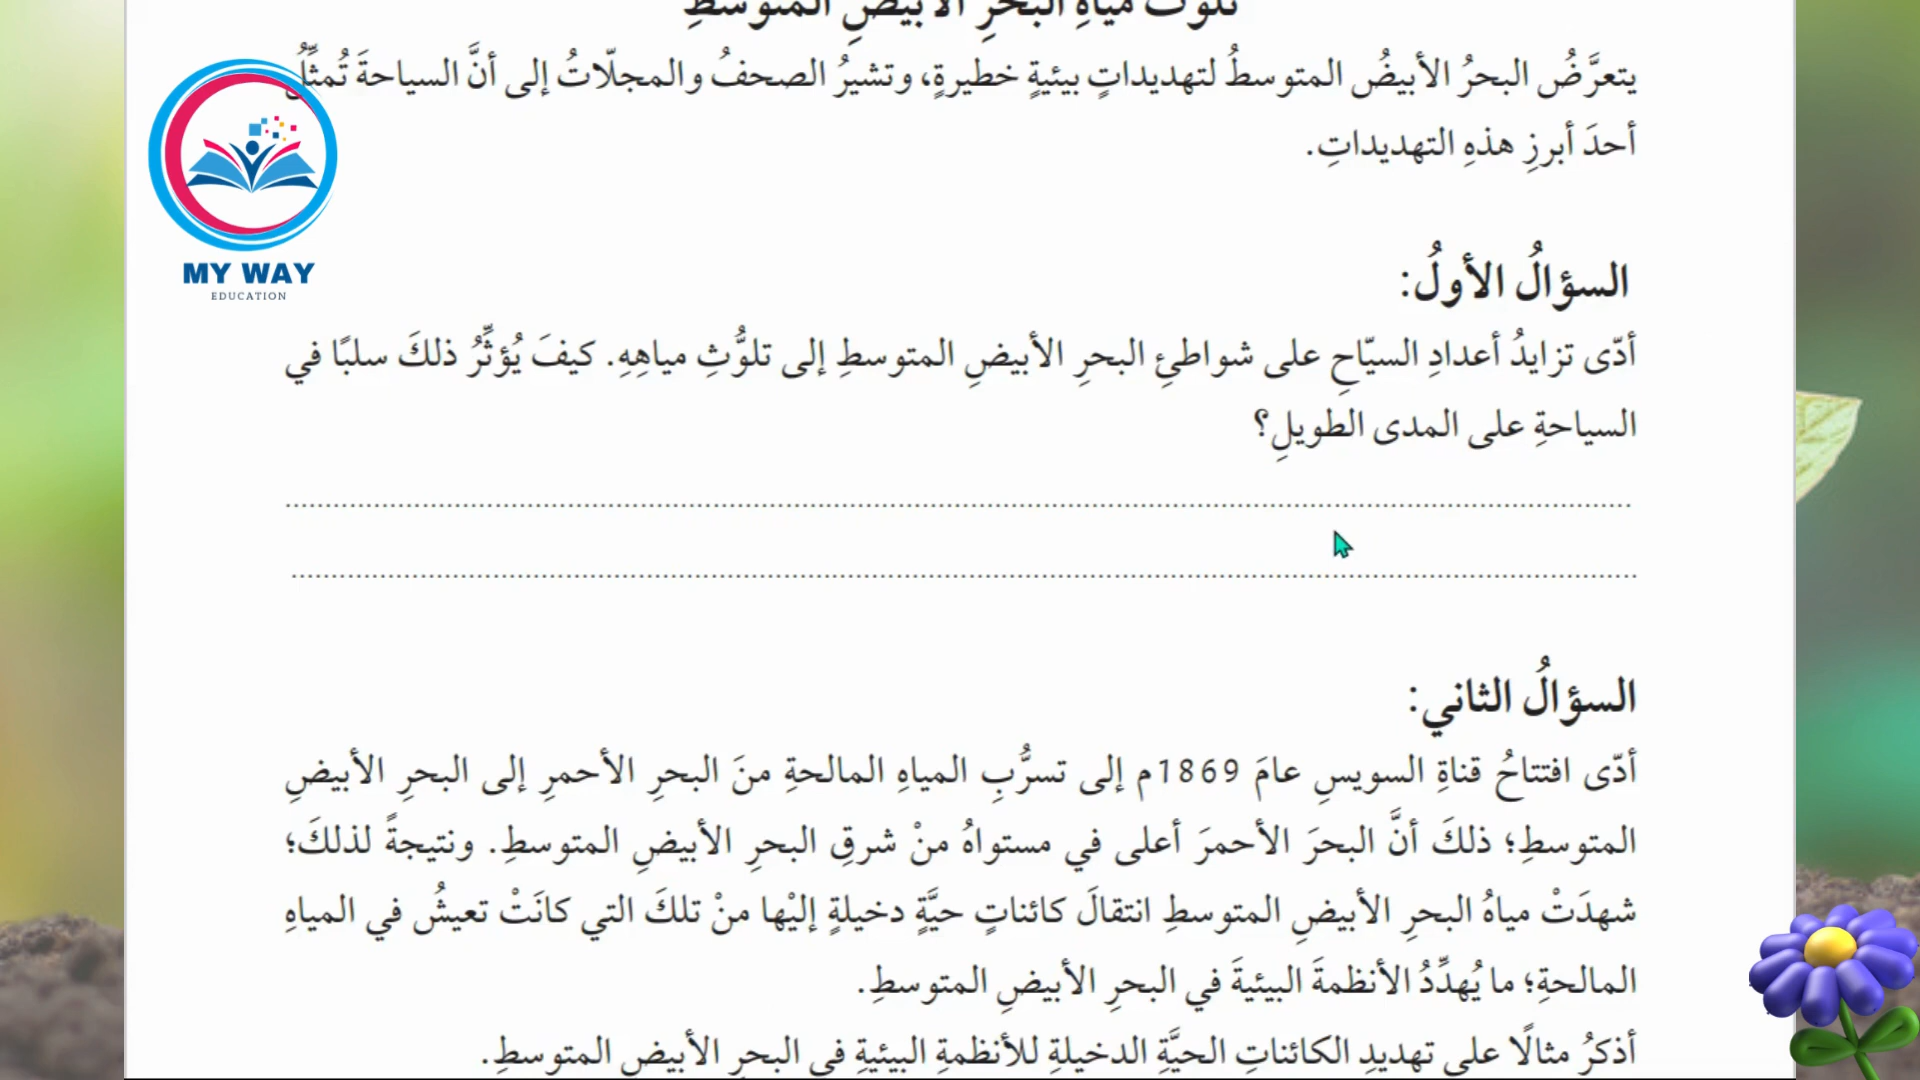 تلوث مياهِ البحرِ الأبيضِ المتوسطِ
يتعرَّضُ البحرُ الأبيضُ المتوسطُ لتهديداتٍ بيئيةٍ خطيرةٍ، وتشيرُ الصحفُ والمجلّاتُ إلى أنَّ السياحةَ تُمثِّلُ
أحدَ أبرزِ هذهِ التهديداتِ.
MY WAY
EDUCATION
السؤالُ الأولُ:
أدّى تزايدُ أعدادِ السيّاحِ على شواطئِ البحرِ الأبيضِ المتوسطِ إلى تلوُّثِ مياهِهِ. كيفَ يُؤثِّرُ ذلكَ سلبًا في
السياحةِ على المدى الطويلِ؟
السؤالُ الثاني:
أدّى افتتاحُ قناةِ السويسِ عامَ 1869م إلى تسرُّبِ المياهِ المالحةِ منَ البحرِ الأحمرِ إلى البحرِ الأبيضِ
المتوسطِ؛ ذلكَ أنَّ البحرَ الأحمرَ أعلى في مستواهُ منْ شرقِ البحرِ الأبيضِ المتوسطِ. ونتيجةً لذلكَ؛
شهدَتْ مياهُ البحرِ الأبيضِ المتوسطِ انتقالَ كائناتٍ حيَّةٍ دخيلةٍ إليْها منْ تلكَ التي كانَتْ تعيشُ في المياهِ
المالحةِ؛ ما يُهدِّدُ الأنظمةَ البيئيةَ في البحرِ الأبيضِ المتوسطِ.
أذكرُ مثالًا على تهديدِ الكائناتِ الحيَّةِ الدخيلةِ للأنظمةِ البيئيةِ في البحرِ الأبيضِ المتوسطِ.